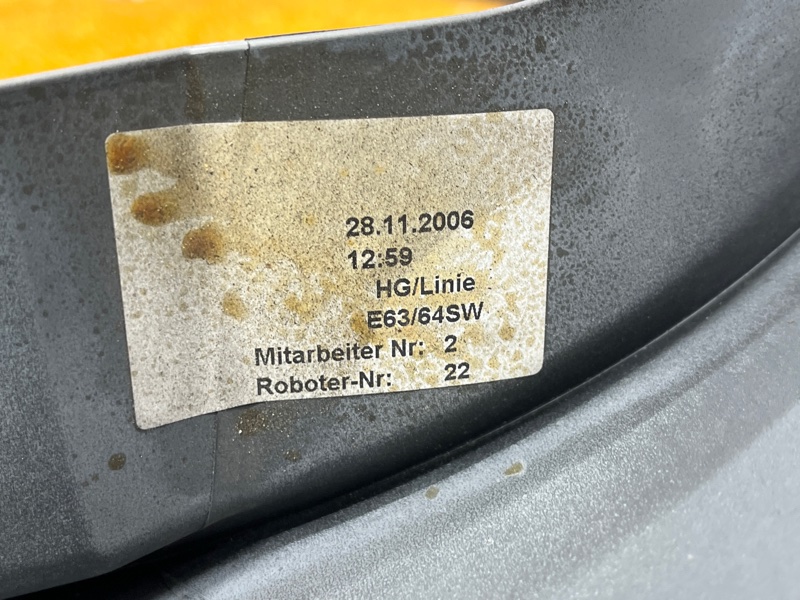 28.11.2006
12:59
HG/Linie
E63/64SW
Mitarbeiter Nr: 2
Roboter-Nr: 22